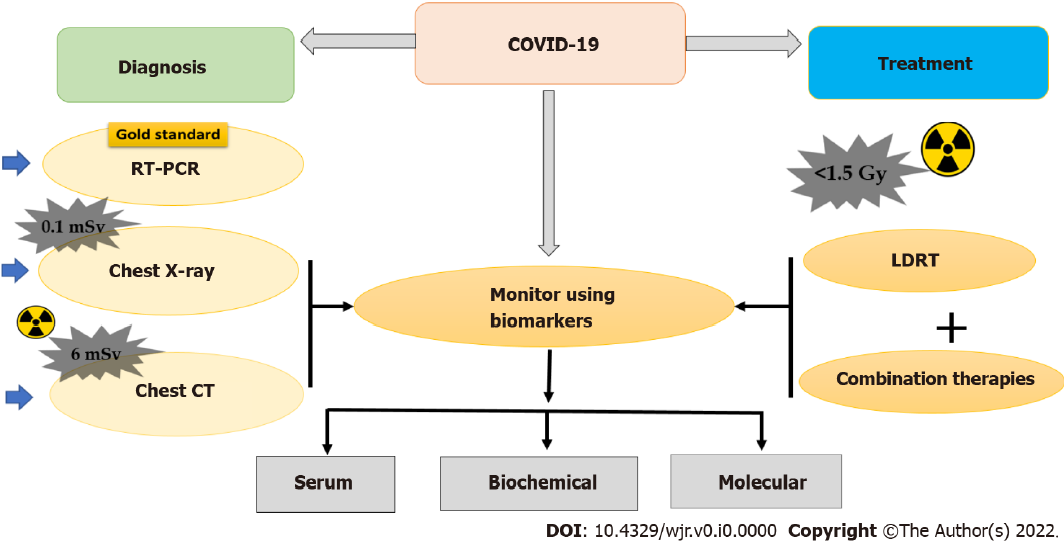 COVID-19
Diagnosis
Treatment
Gold standard
RT-PCR
0.1 mSv
Chest X-ray
6 mSv
Chest CT
<1.5 Gy
LDRT
+
Combination therapies
Monitor using
biomarkers
Serum
Biochemical
Molecular
DOI: 10.4329/wjr.v0.i0.0000 Copyright ©The Author(s) 2022.